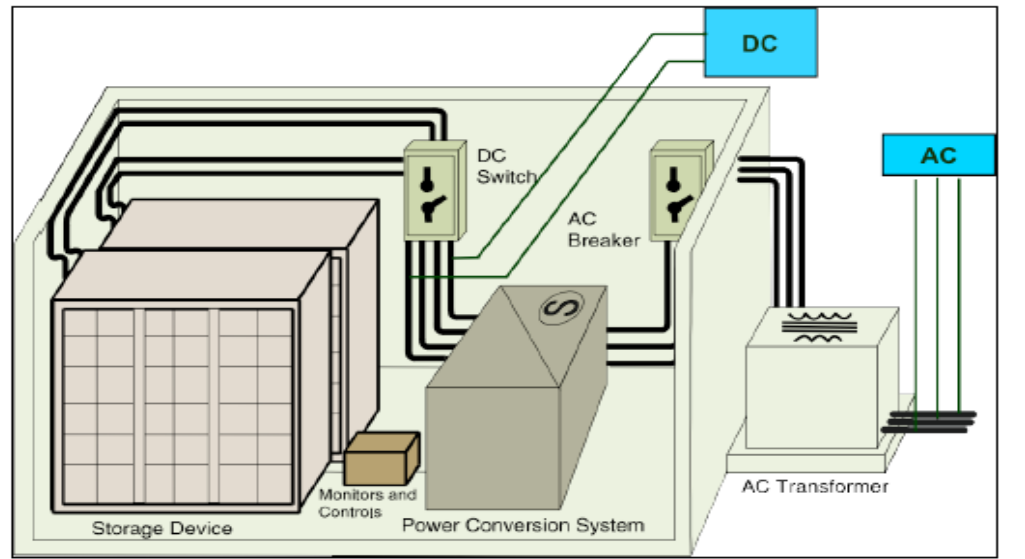 DC
DC
Switch
AC
AC
Breaker
S
AC Transformer
Monitors and
Controls
Storage Device
Power Conversion System